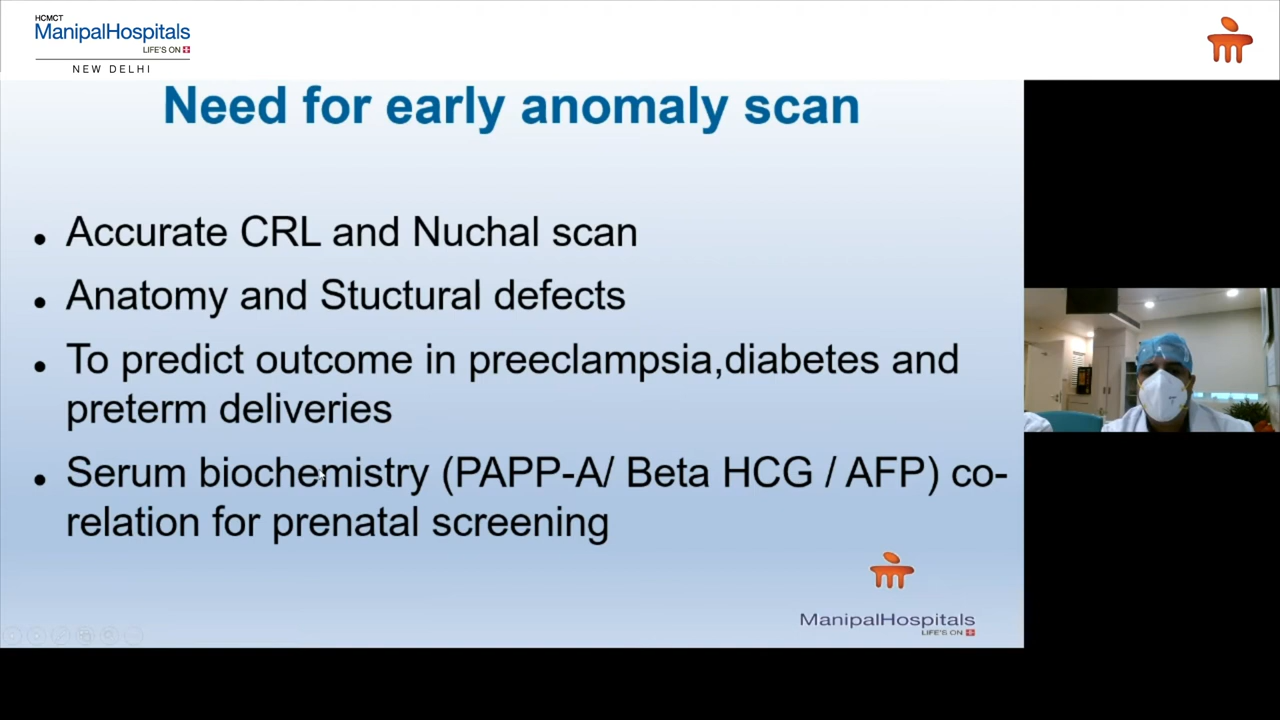 HCMCT
ManipalHospitals
LIFE'S ON
NEW DELHI
Need for early anomaly scan
• Accurate CRL and Nuchal scan
• Anatomy and Stuctural defects
• To predict outcome in preeclampsia,diabetes and
preterm deliveries
• Serum biochemistry (PAPP-A/ Beta HCG / AFP) co-
relation for prenatal screening
ManipalHospitals
LIFE'S ON